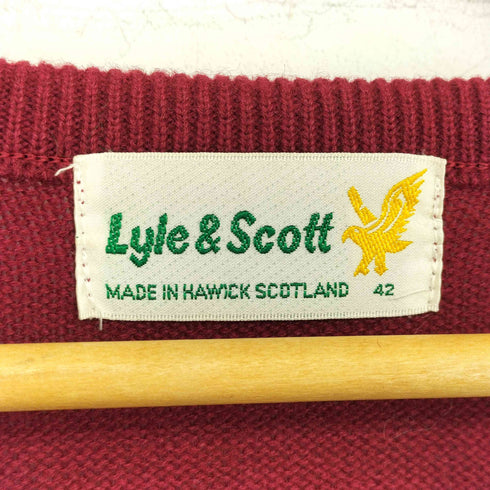 Lyle & Scott
MADE IN HAWICK SCOTLAND 42